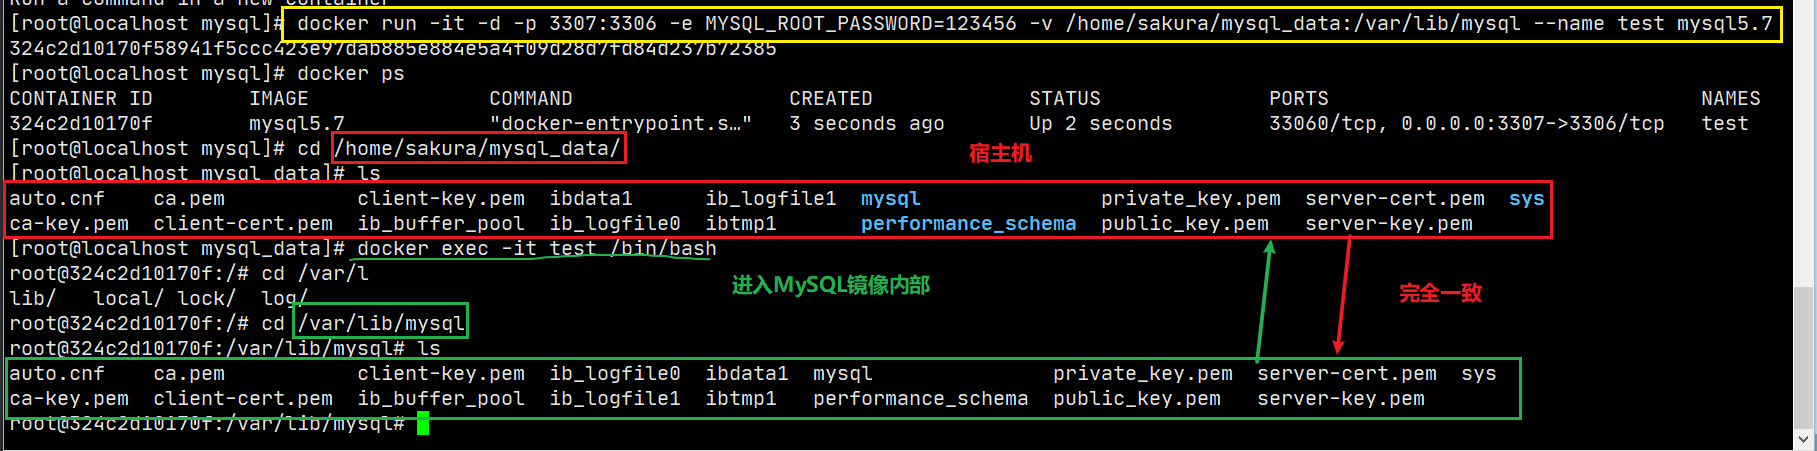 Run a command in a new container
[root@localhost mysql]# docker run -it -d -p 3307:3306 -e MYSQL_ROOT_PASSWORD=123456 -v /home/sakura/mysql_data:/var/lib/mysql --name test mysql5.7
324c2d10170f58941f5ccc423e97dab885e884e5a4f09d28d7fd84d237b72385
[root@localhost mysql]# docker ps
CONTAINER ID IMAGE COMMAND CREATED STATUS PORTS NAMES
324c2d10170f mysql5.7 "docker-entrypoint.s…" 3 seconds ago Up 2 seconds 33060/tcp, 0.0.0.0:3307->3306/tcp test
[root@localhost mysql]# cd /home/sakura/mysql_data/
宿主机
[root@localhost mysql_data]# ls
auto.cnf ca.pem client-key.pem ibdata1 ib_logfile1 mysql private_key.pem server-cert.pem sys
ca-key.pem client-cert.pem ib_buffer_pool ib_logfile0 ibtmp1 performance_schema public_key.pem server-key.pem
[root@localhost mysql_data]# docker exec -it test /bin/bash
root@324c2d10170f:/# cd /var/l
进入MySQL镜像内部
完全一致
lib/ local/ lock/ log/
root@324c2d10170f:/# cd /var/lib/mysql
root@324c2d10170f:/var/lib/mysql# ls
auto.cnf ca.pem client-key.pem ib_logfile0 ibdata1 mysql private_key.pem server-cert.pem sys
ca-key.pem client-cert.pem ib_buffer_pool ib_logfile1 ibtmp1 performance_schema public_key.pem server-key.pem
root@324c2d10170f:/var/lib/mysql#